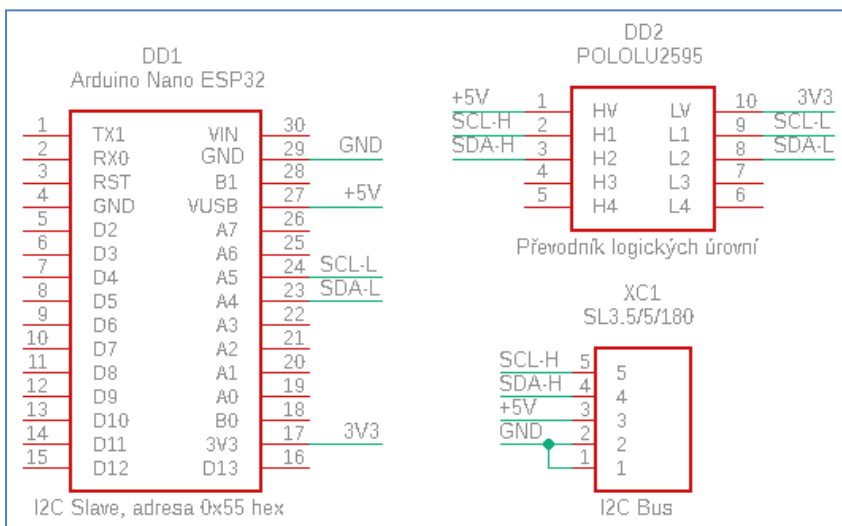 DD1
Arduino Nano ESP32
1 TX1 VIN 30
2 RX0 GND 29 GND
3 RST B1 28
4 GND VUSB 27 +5V
5 D2 A7 26
6 D3 A6 25
7 D4 A5 24 SCL-L
8 D5 A4 23 SDA-L
9 D6 A3 22
10 D7 A2 21
11 D8 A1 20
12 D9 A0 19
13 D10 B0 18
14 D11 3V3 17 3V3
15 D12 D13 16
I2C Slave, adresa 0x55 hex
DD2
POLOLU2595
+5V 1 HV LV 10 3V3
SCL-H 2 H1 L1 9 SCL-L
SDA-H 3 H2 L2 8 SDA-L
4 H3 L3 7
5 H4 L4 6
Převodník logických úrovní
XC1
SL3.5/5/180
SCL-H 5 5
SDA-H 4 4
+5V 3 3
GND 2 2
1 1
I2C Bus